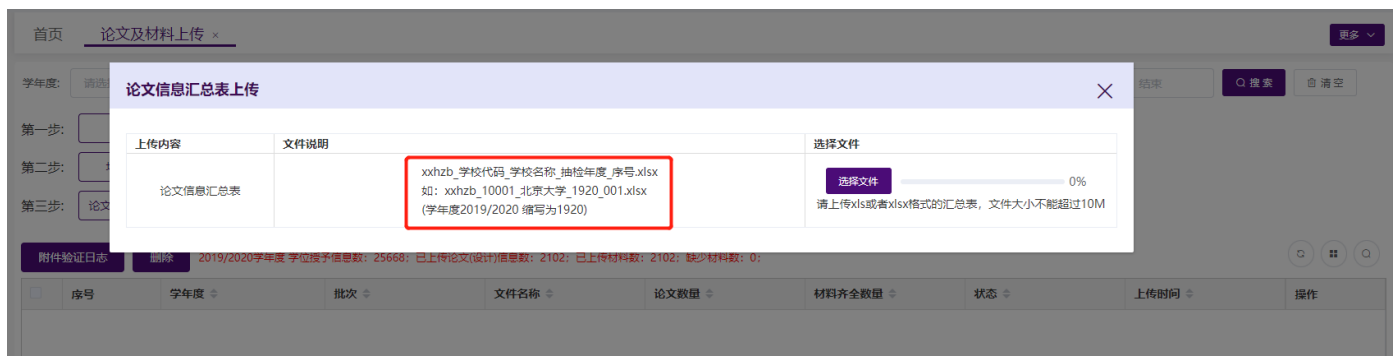 首页 论文及材料上传 × 更多
学年度: 请选 结束 搜索 清空
论文信息汇总表上传
第一步:
上传内容 文件说明 选择文件
第二步:
xxhzb_学校代码_学校名称_抽检年度_序号.xlsx
论文信息汇总表 如：xxhzb_10001_北京大学_1920_001.xlsx 选择文件 0%
第三步: 论文 (学年度2019/2020 缩写为1920) 请上传xls或者xlsx格式的汇总表，文件大小不能超过10M
附件验证日志 删除 2019/2020学年度 学位授予信息数：25668；已上传论文(设计)信息数：2102；已上传材料数：2102；缺少材料数：0；
序号 学年度 批次 文件名称 论文数量 材料齐全数量 状态 上传时间 操作